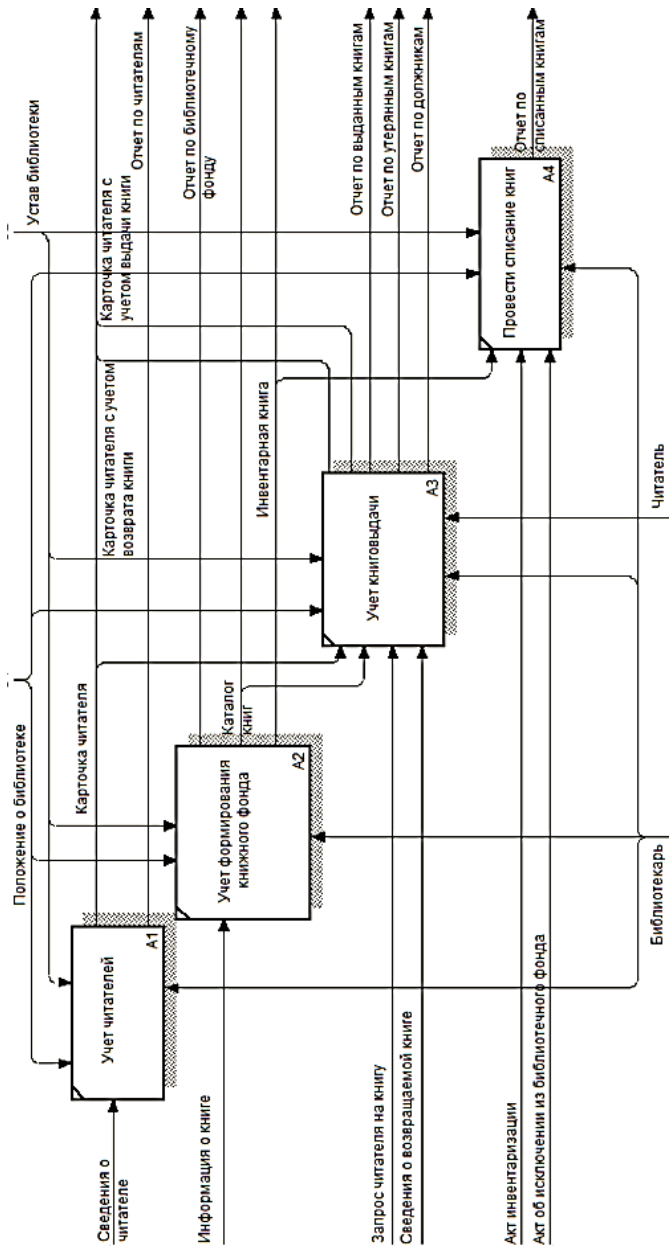 Положение о библиотеке
Устав библиотеки
Сведения о
читателе
Учет читателей
A1
Карточка читателя
Карточка читателя с учетом
возврата книги
Карточка читателя с
учетом выдачи книги
Отчет по читателям
Информация о книге
Учет формирования
книжного фонда
A2
Каталог
книг
Инвентарная книга
Отчет по библиотечному
фонду
Запрос читателя на книгу
Сведения о возвращаемой книге
Учет книговыдачи
A3
Отчет по выданным книгам
Отчет по утерянным книгам
Отчет по должникам
Акт инвентаризации
Акт об исключении из библиотечного фонда
Провести списание книг
A4
Отчет по
списанным книгам
Библиотекарь
Читатель